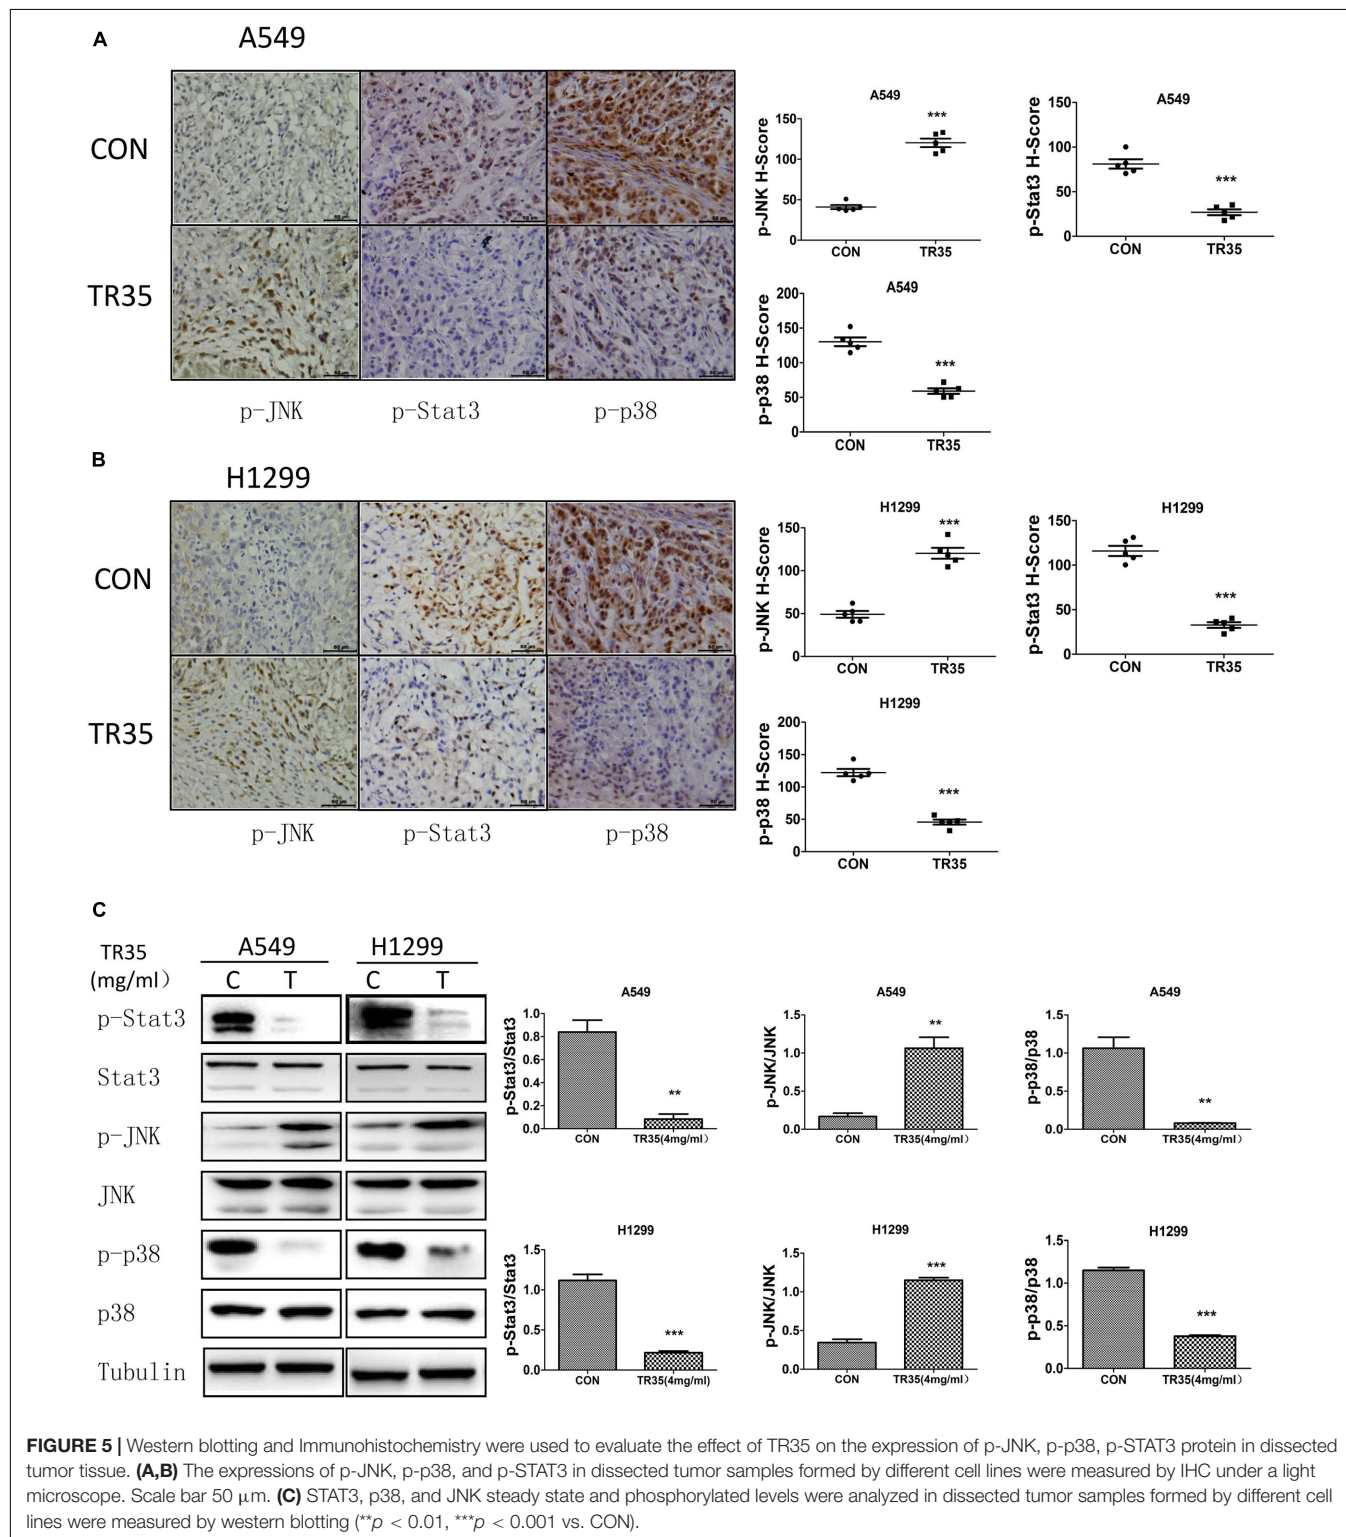 A
A549
CON
TR35
p-JNK
p-Stat3
p-p38
A549
***
p-JNK H-Score
150
100
50
0
CON
TR35
A549
***
p-Stat3 H-Score
150
100
50
0
CON
TR35
A549
***
p-p38 H-Score
200
150
100
50
0
CON
TR35
B
H1299
CON
TR35
p-JNK
p-Stat3
p-p38
H1299
***
p-JNK H-Score
150
100
50
0
CON
TR35
H1299
***
p-Stat3 H-Score
150
100
50
0
CON
TR35
H1299
***
p-p38 H-Score
200
150
100
50
0
CON
TR35
C
TR35
(mg/ml）
A549
H1299
C
T
C
T
p-Stat3
Stat3
p-JNK
JNK
p-p38
p38
Tubulin
A549
**
p-Stat3/Stat3
1.0
0.8
0.6
0.4
0.2
0.0
CON
TR35(4mg/ml）
A549
**
p-JNK/JNK
1.5
1.0
0.5
0.0
CON
TR35(4mg/ml）
A549
**
p-p38/p38
1.5
1.0
0.5
0.0
CON
TR35(4mg/ml）
H1299
***
p-Stat3/Stat3
1.5
1.0
0.5
0.0
CON
TR35(4mg/ml)
H1299
***
p-JNK/JNK
1.5
1.0
0.5
0.0
CON
TR35(4mg/ml）
H1299
***
p-p38/p38
1.5
1.0
0.5
0.0
CON
TR35(4mg/ml）
FIGURE 5 | Western blotting and Immunohistochemistry were used to evaluate the effect of TR35 on the expression of p-JNK, p-p38, p-STAT3 protein in dissected
tumor tissue. (A,B) The expressions of p-JNK, p-p38, and p-STAT3 in dissected tumor samples formed by different cell lines were measured by IHC under a light
microscope. Scale bar 50 μm. (C) STAT3, p38, and JNK steady state and phosphorylated levels were analyzed in dissected tumor samples formed by different cell
lines were measured by western blotting (**p < 0.01, ***p < 0.001 vs. CON).